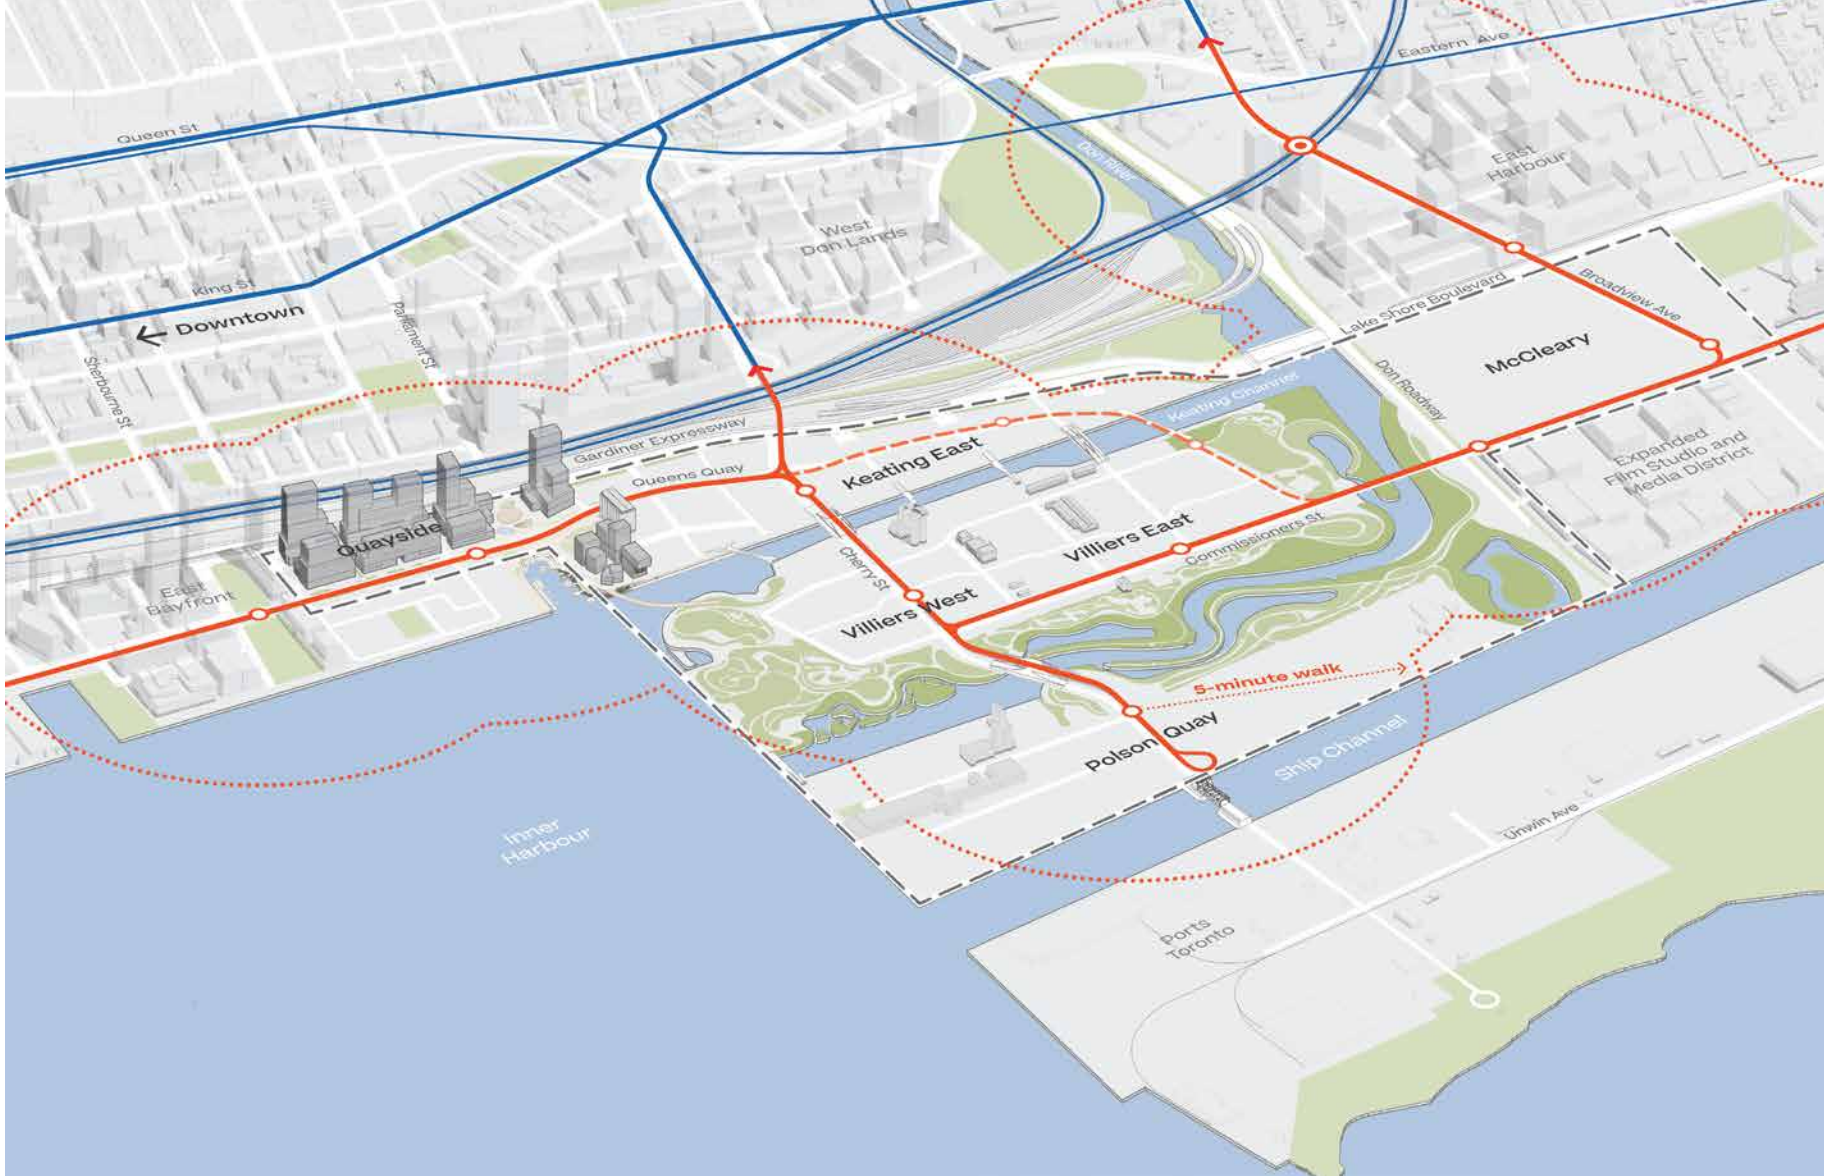 Eastern Ave
Queen St
Don River
East
Harbour
West
Don Lands
King St
Downtown
Parliament St
Sherbourne St
Broadview Ave
Lake Shore Boulevard
McCleary
Don Roadway
Keating Channel
Gardiner Expressway
Keating East
Queens Quay
Expanded
Film Studio and
Media District
Quayside
Villiers East
Commissioners St
Cherry St
East
Bayfront
Villiers West
5-minute walk
Polson Quay
Ship Channel
Inner
Harbour
Unwin Ave
Ports
Toronto